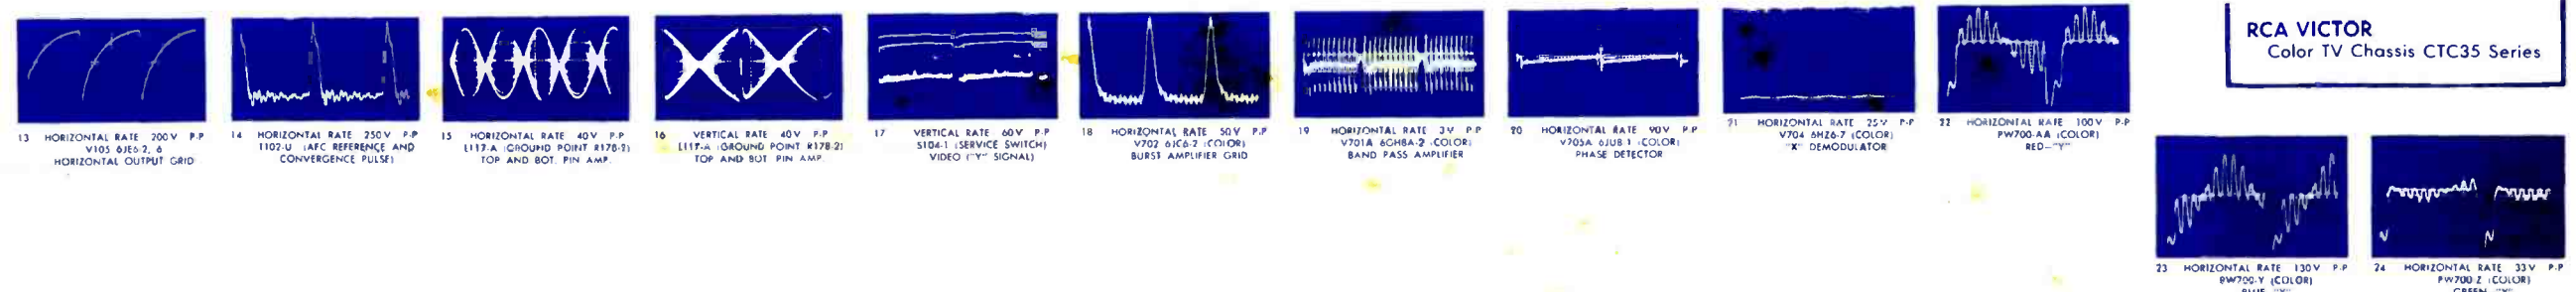 RCA VICTOR
Color TV Chassis CTC35 Series
13 HORIZONTAL RATE 200V P-P
V105 6JE6-2, 6
HORIZONTAL OUTPUT GRID
14 HORIZONTAL RATE 250V P-P
T102-U (AFC REFERENCE AND
CONVERGENCE PULSE)
15 HORIZONTAL RATE 40V P-P
L117-A (GROUND POINT R178-2)
TOP AND BOT. PIN AMP.
16 VERTICAL RATE 40V P-P
L117-A (GROUND POINT R178-2)
TOP AND BOT PIN AMP.
17 VERTICAL RATE 60V P-P
S104-1 (SERVICE SWITCH)
VIDEO ("Y" SIGNAL)
18 HORIZONTAL RATE 50V P-P
V702 6JC6-2 (COLOR)
BURST AMPLIFIER GRID
19 HORIZONTAL RATE 3V P-P
V701A 6GH8A-2 (COLOR)
BAND PASS AMPLIFIER
20 HORIZONTAL RATE 90V P-P
V705A 6JU8-1 (COLOR)
PHASE DETECTOR
21 HORIZONTAL RATE 25V P-P
V704 6HZ6-7 (COLOR)
"X" DEMODULATOR
22 HORIZONTAL RATE 100V P-P
PW700-AA (COLOR)
RED-"Y"
23 HORIZONTAL RATE 130V P-P
PW700-Y (COLOR)
BLUE "Y"
24 HORIZONTAL RATE 33V P-P
PW700-Z (COLOR)
GREEN "Y"